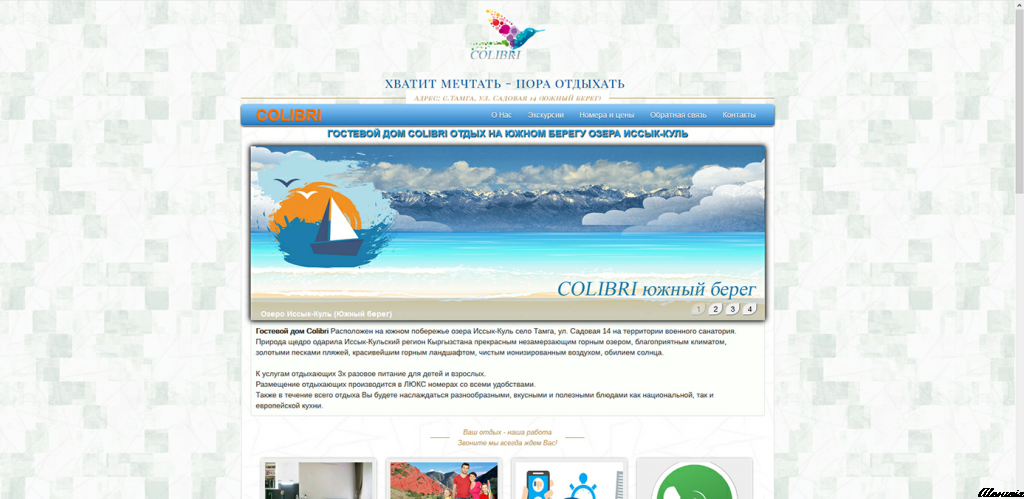 COLIBRI
ХВАТИТ МЕЧТАТЬ - ПОРА ОТДЫХАТЬ
АДРЕС: С.ТАМГА, УЛ. САДОВАЯ 14 (ЮЖНЫЙ БЕРЕГ)
COLIBRI О Нас Экскурсии Номера и цены Обратная связь Контакты
ГОСТЕВОЙ ДОМ COLIBRI ОТДЫХ НА ЮЖНОМ БЕРЕГУ ОЗЕРА ИССЫК-КУЛЬ
COLIBRI южный берег
1 2 3 4
Озеро Иссык-Куль (Южный берег)
Гостевой дом Colibri Расположен на южном побережье озера Иссык-Куль село Тамга, ул. Садовая 14 на территории военного санатория.
Природа щедро одарила Иссык-Кульский регион Кыргызстана прекрасным незамерзающим горным озером, благоприятным климатом,
золотыми песками пляжей, красивейшим горным ландшафтом, чистым ионизированным воздухом, обилием солнца.
К услугам отдыхающих 3х разовое питание для детей и взрослых.
Размещение отдыхающих производится в ЛЮКС номерах со всеми удобствами.
Также в течение всего отдыха Вы будете наслаждаться разнообразными, вкусными и полезными блюдами как национальной, так и
европейской кухни.
Ваш отдых - наша работа
Звоните мы всегда ждем Вас!
8